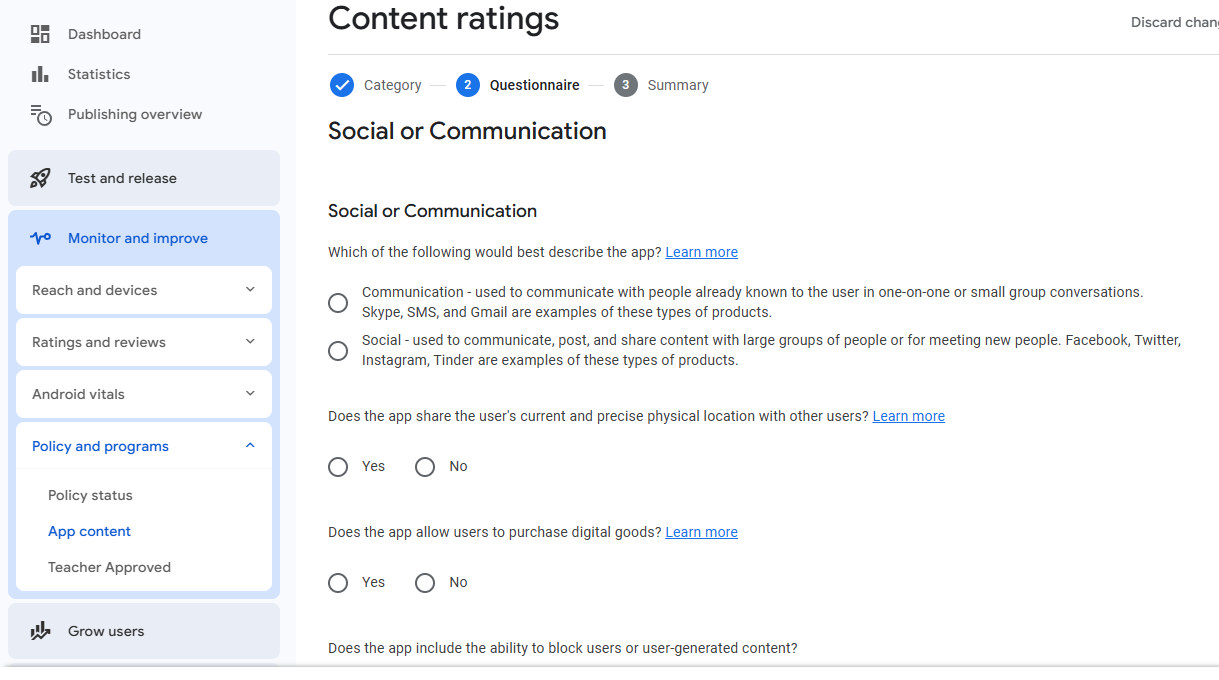 Dashboard
Statistics
Publishing overview
Test and release
Monitor and improve
Reach and devices
Ratings and reviews
Android vitals
Policy and programs
Policy status
App content
Teacher Approved
Grow users
Content ratings
Discard chan
Category
2 Questionnaire
3 Summary
Social or Communication
Social or Communication
Which of the following would best describe the app? Learn more
Communication - used to communicate with people already known to the user in one-on-one or small group conversations.
Skype, SMS, and Gmail are examples of these types of products.
Social - used to communicate, post, and share content with large groups of people or for meeting new people. Facebook, Twitter,
Instagram, Tinder are examples of these types of products.
Does the app share the user's current and precise physical location with other users? Learn more
Yes No
Does the app allow users to purchase digital goods? Learn more
Yes No
Does the app include the ability to block users or user-generated content?